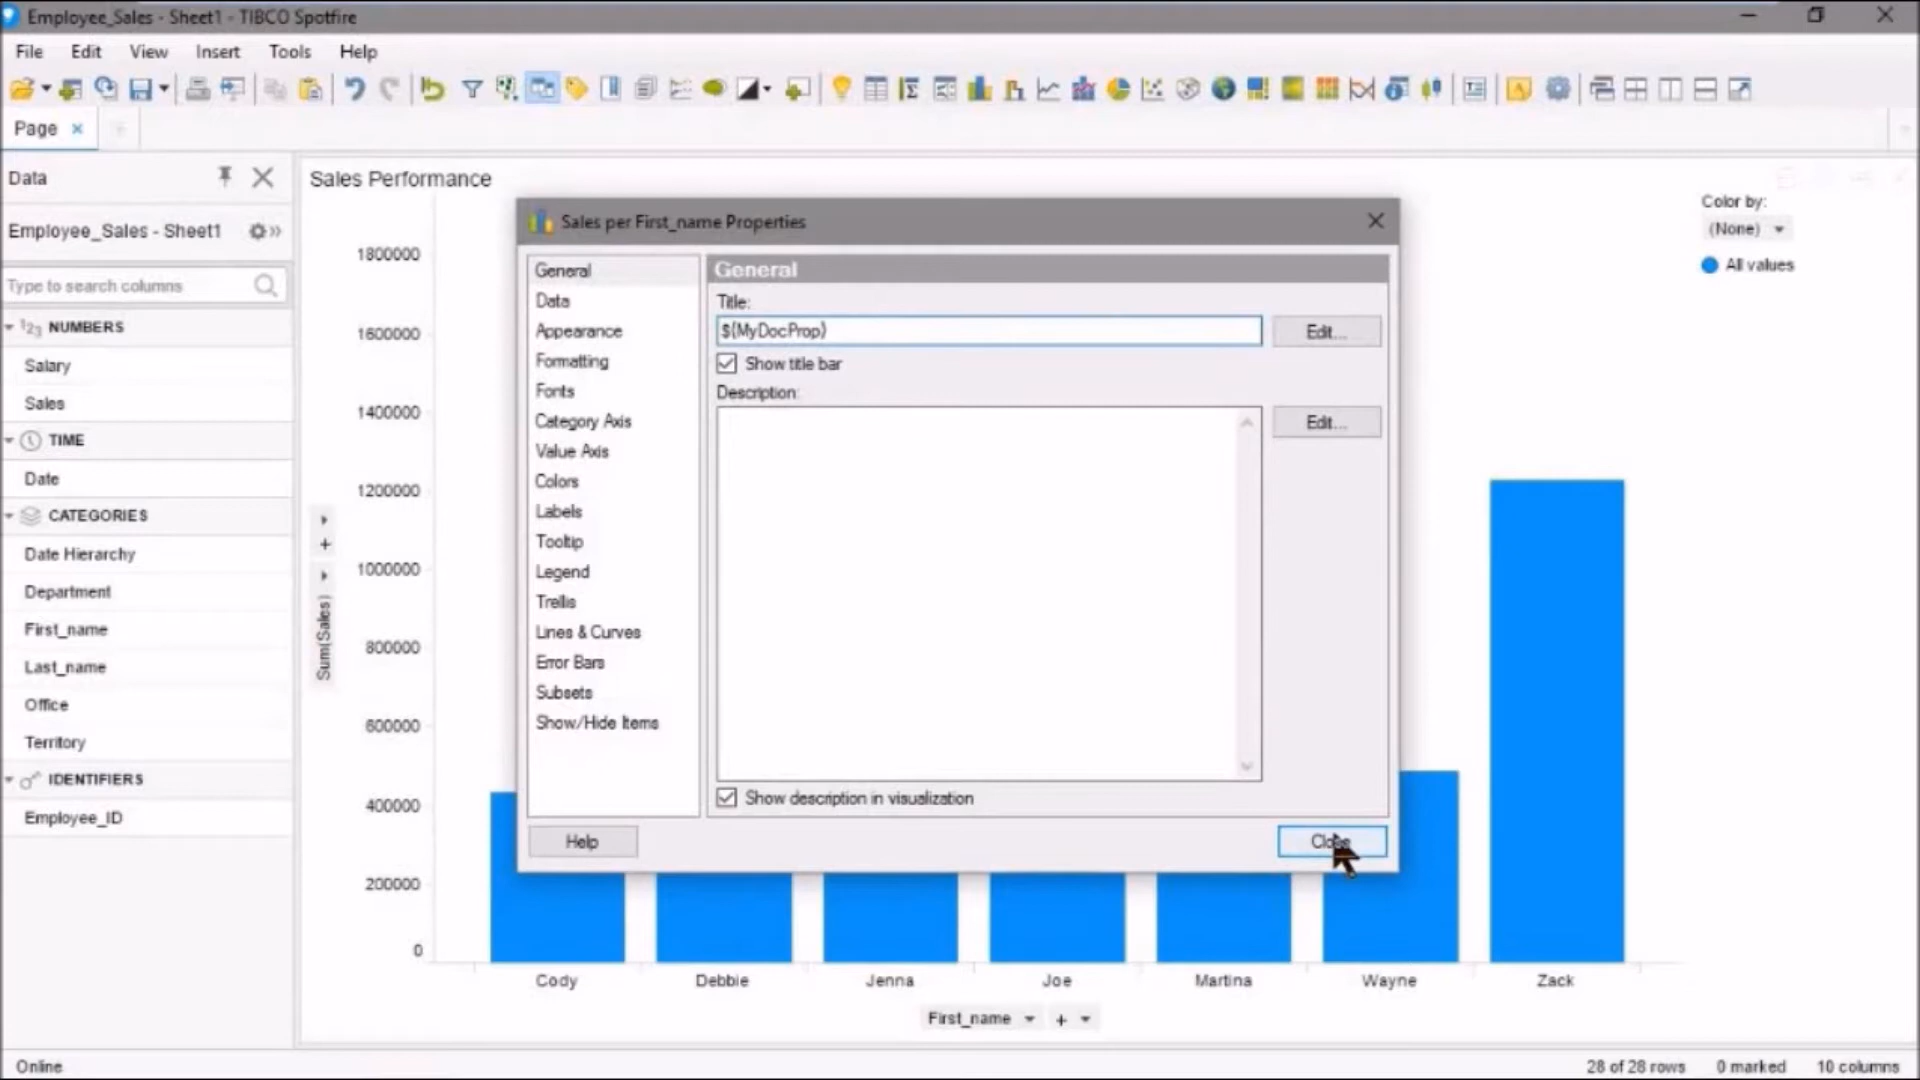 Employee_Sales - Sheet1 - TIBCO Spotfire
File Edit View Insert Tools Help
Page
Data
Employee_Sales - Sheet1
Type to search columns
NUMBERS
Salary
Sales
TIME
Date
CATEGORIES
Date Hierarchy
Department
First_name
Last_name
Office
Territory
IDENTIFIERS
Employee_ID
Sales Performance
1800000
1600000
1400000
1200000
1000000
800000
600000
400000
200000
0
Sum(Sales)
Cody Debbie Jenna Joe Martina Wayne Zack
First_name +
Color by:
(None)
All values
Sales per First_name Properties
General
Data
Appearance
Formatting
Fonts
Category Axis
Value Axis
Colors
Labels
Tooltip
Legend
Trellis
Lines & Curves
Error Bars
Subsets
Show/Hide Items
General
Title:
${MyDocProp} Edit...
Show title bar
Description:
Edit...
Show description in visualization
Help Close
Online 28 of 28 rows 0 marked 10 columns